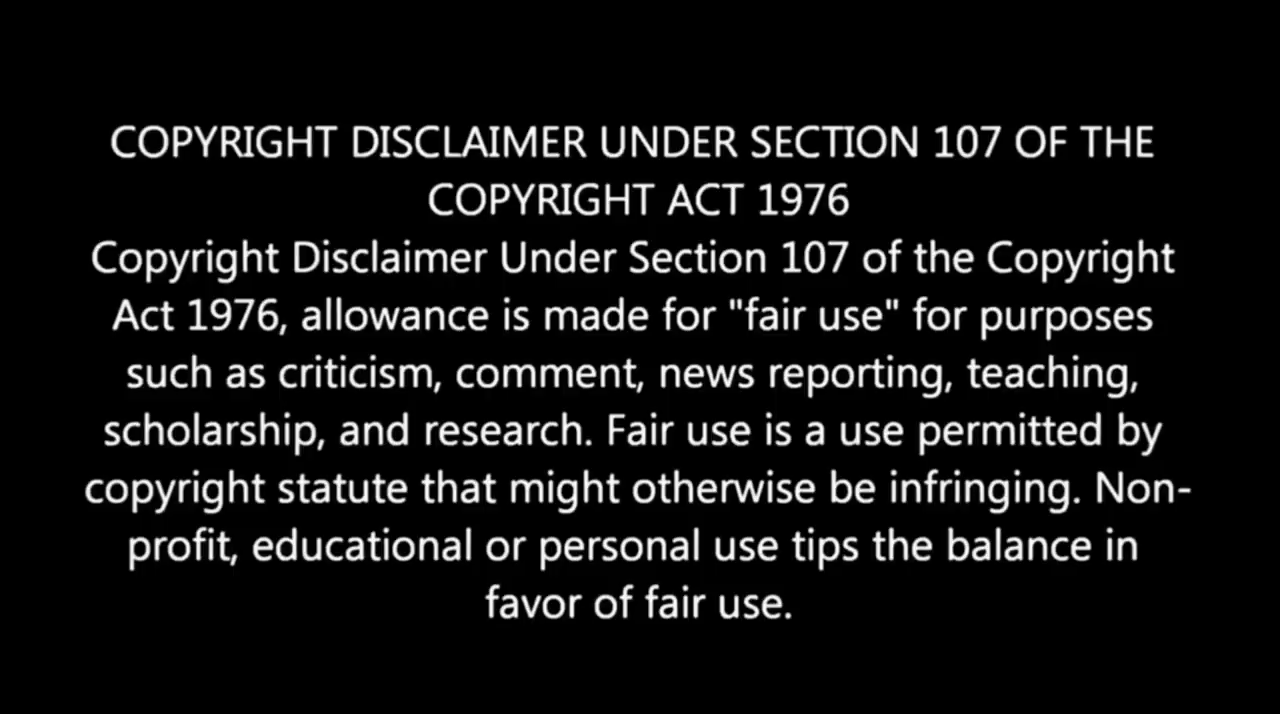 COPYRIGHT DISCLAIMER UNDER SECTION 107 OF THE
COPYRIGHT ACT 1976
Copyright Disclaimer Under Section 107 of the Copyright
Act 1976, allowance is made for "fair use" for purposes
such as criticism, comment, news reporting, teaching,
scholarship, and research. Fair use is a use permitted by
copyright statute that might otherwise be infringing. Non-
profit, educational or personal use tips the balance in
favor of fair use.